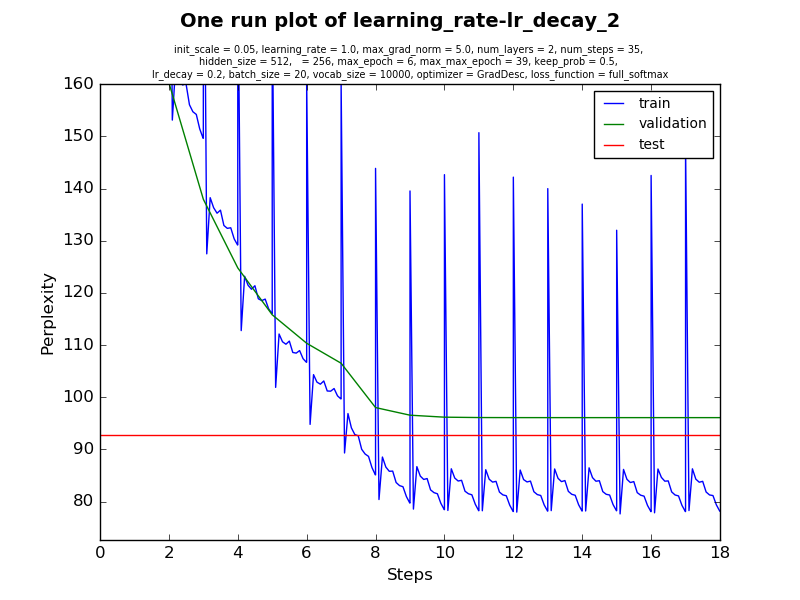 One run plot of learning_rate-lr_decay_2
init_scale = 0.05, learning_rate = 1.0, max_grad_norm = 5.0, num_layers = 2, num_steps = 35,
hidden_size = 512,   = 256, max_epoch = 6, max_max_epoch = 39, keep_prob = 0.5,
lr_decay = 0.2, batch_size = 20, vocab_size = 10000, optimizer = GradDesc, loss_function = full_softmax
160
150
140
130
120
110
100
90
80
Perplexity
train
validation
test
0 2 4 6 8 10 12 14 16 18
Steps